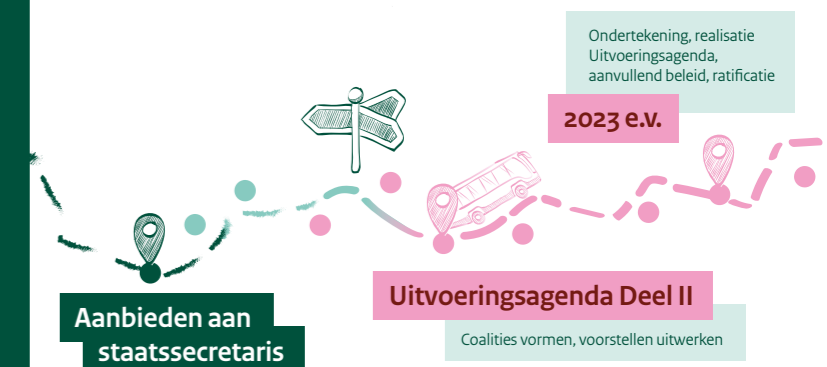 Ondertekening, realisatie
Uitvoeringsagenda,
aanvullend beleid, ratificatie
2023 e.v.
Uitvoeringsagenda Deel II
Coalities vormen, voorstellen uitwerken
Aanbieden aan
staatssecretaris